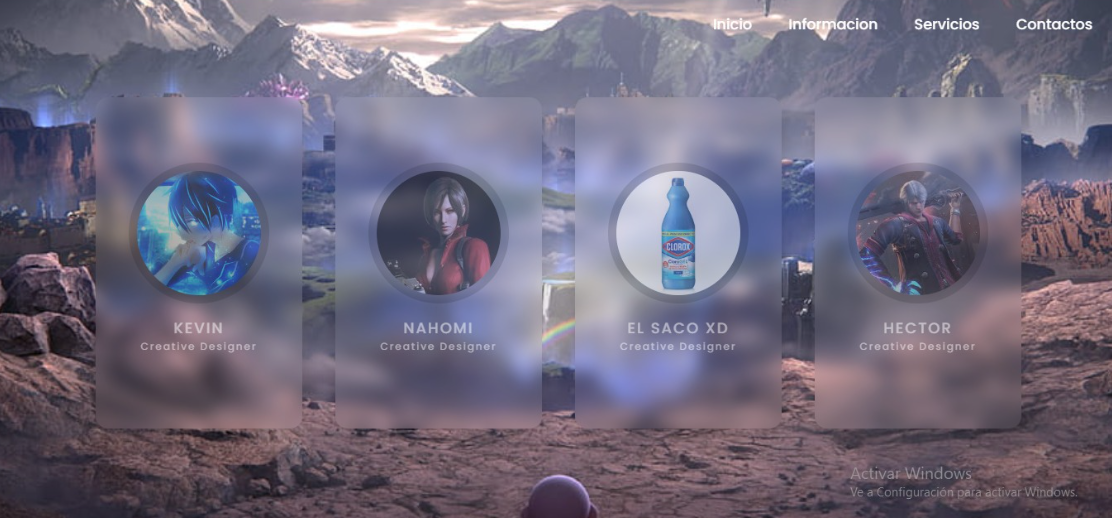 Inicio Informacion Servicios Contactos
KEVIN
Creative Designer
NAHOMI
Creative Designer
CLOROX
EL SACO XD
Creative Designer
HECTOR
Creative Designer
Activar Windows
Ve a Configuración para activar Windows.